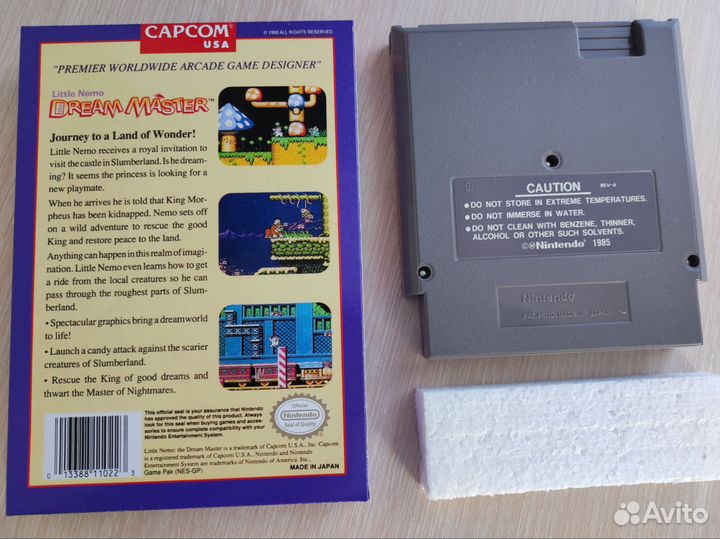 CAPCOM
USA
© 1990 ALL RIGHTS RESERVED
"PREMIER WORLDWIDE ARCADE GAME DESIGNER"
Little Nemo
DREAM MASTER™
Journey to a Land of Wonder!
Little Nemo receives a royal invitation to
visit the castle in Slumberland. Is he dream-
ing? It seems the princess is looking for a
new playmate.
When he arrives he is told that King Mor-
pheus has been kidnapped. Nemo sets off
on a wild adventure to rescue the good
King and restore peace to the land.
Anything can happen in this realm of imagi-
nation. Little Nemo even learns how to get
a ride from the local creatures so he can
pass through the roughest parts of Slum-
berland.
• Spectacular graphics bring a dreamworld
to life!
• Launch a candy attack against the scarier
creatures of Slumberland.
• Rescue the King of good dreams and
thwart the Master of Nightmares.
This official seal is your assurance that Nintendo
has approved the quality of this product. Always
look for this seal when buying games and acces-
sories to ensure complete compatibility with your
Nintendo Entertainment System.
Official
Nintendo
Seal of Quality
Little Nemo: the Dream Master is a trademark of Capcom U.S.A., Inc. Capcom
is a registered trademark of Capcom U.S.A., Inc. Nintendo and Nintendo
Entertainment System are trademarks of Nintendo of America Inc.
Game Pak (NES-GP)
MADE IN JAPAN
0 13388 11022 3
CAUTION
REV-A
• DO NOT STORE IN EXTREME TEMPERATURES.
• DO NOT IMMERSE IN WATER.
• DO NOT CLEAN WITH BENZENE, THINNER,
ALCOHOL OR OTHER SUCH SOLVENTS.
©Ⓜ Nintendo 1985
Nintendo
PAT. PEND. MADE IN JAPAN
Avito